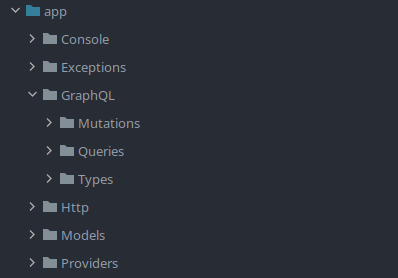 app
Console
Exceptions
GraphQL
Mutations
Queries
Types
Http
Models
Providers